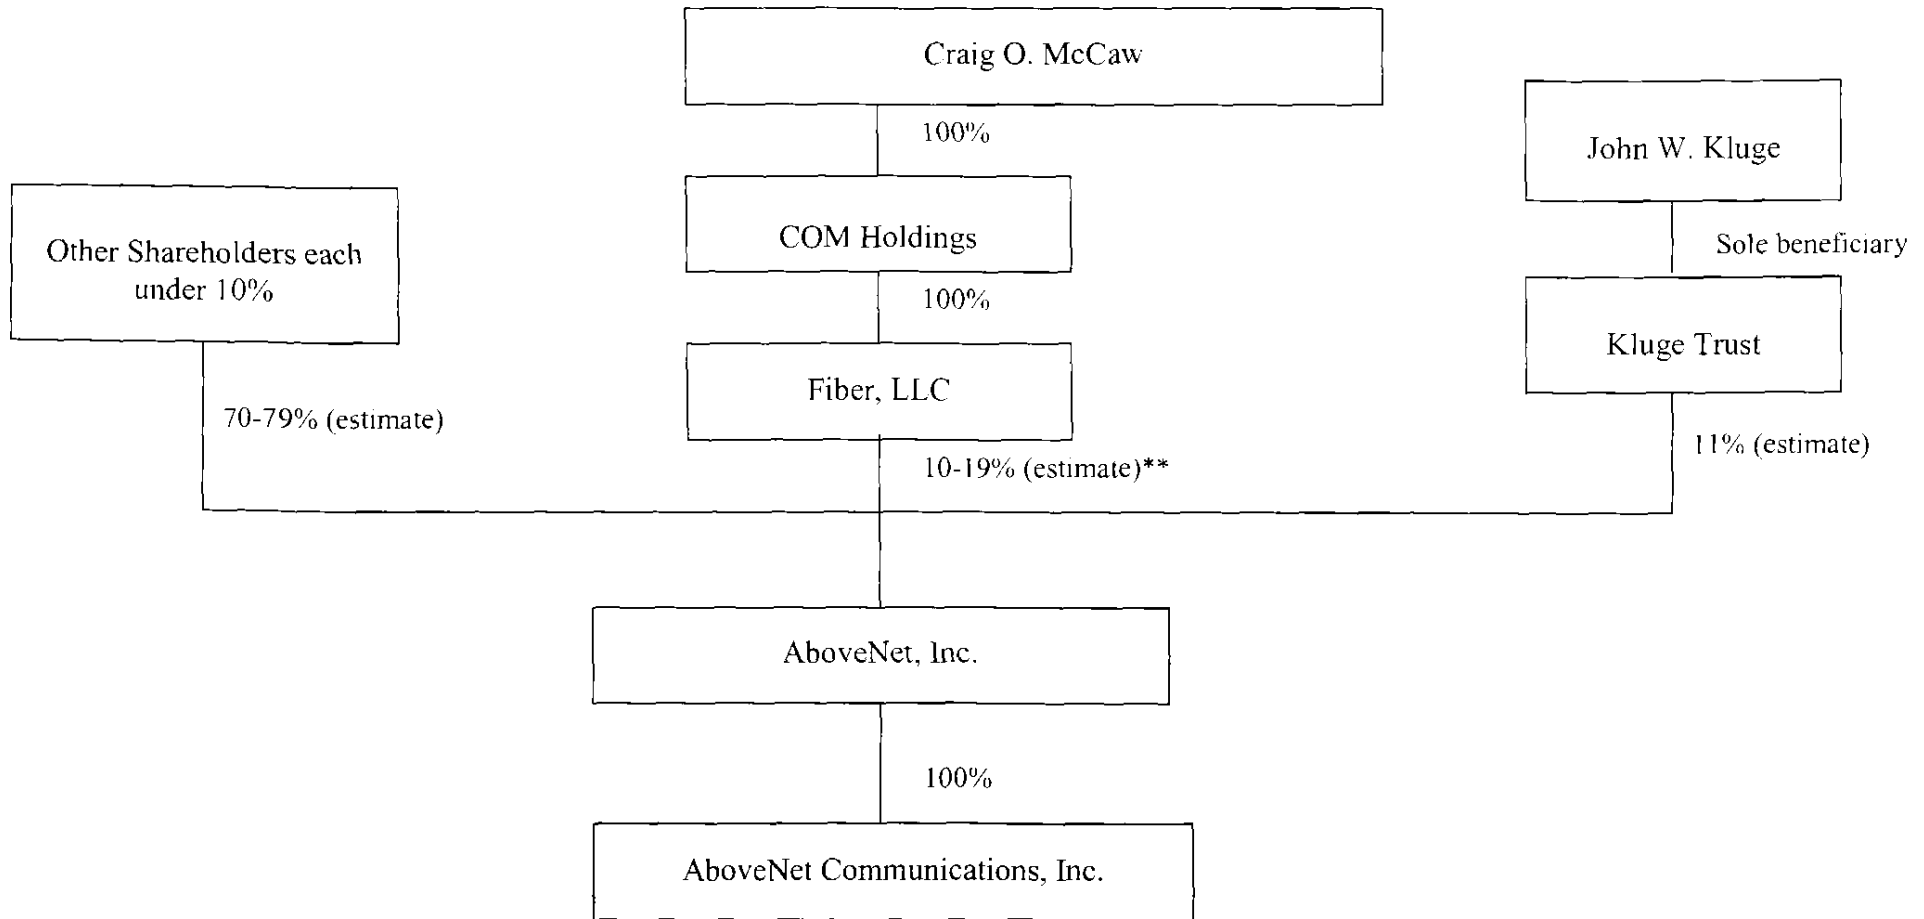 Craig O. McCaw
100%
John W. Kluge
Other Shareholders each
under 10%
COM Holdings
Sole beneficiary
100%
Kluge Trust
Fiber, LLC
70-79% (estimate)
10-19% (estimate)**
11% (estimate)
AboveNet, Inc.
100%
AboveNet Communications, Inc.